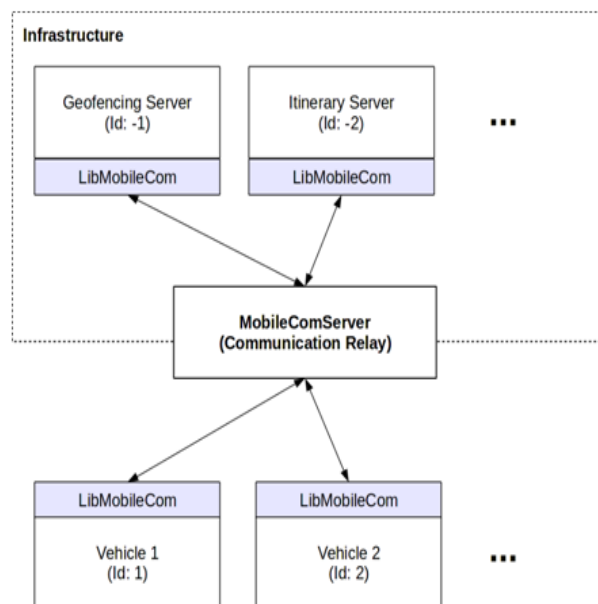 Infrastructure
Geofencing Server
(Id: -1)
LibMobileCom
Itinerary Server
(Id: -2)
LibMobileCom
...
MobileComServer
(Communication Relay)
LibMobileCom
Vehicle 1
(Id: 1)
LibMobileCom
Vehicle 2
(Id: 2)
...